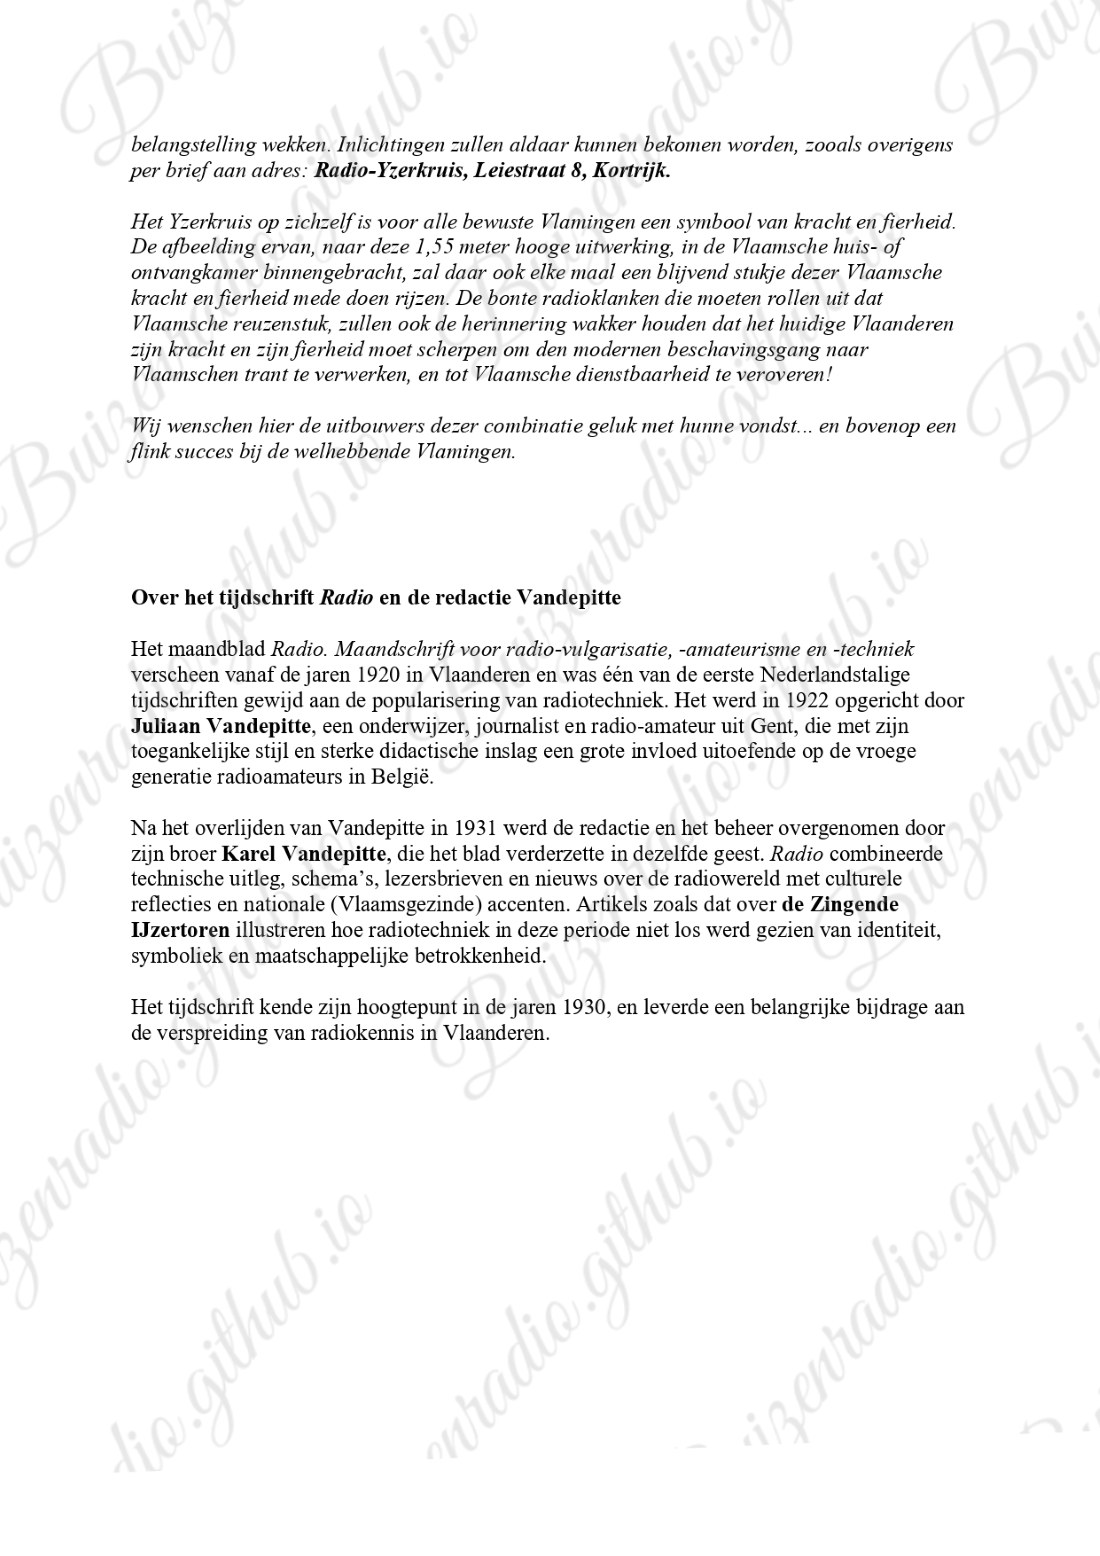 belangstelling wekken. Inlichtingen zullen aldaar kunnen bekomen worden, zooals overigens
per brief aan adres: Radio-Yzerkruis, Leiestraat 8, Kortrijk.
Het Yzerkruis op zichzelf is voor alle bewuste Vlamingen een symbool van kracht en fierheid.
De afbeelding ervan, naar deze 1,55 meter hooge uitwerking, in de Vlaamsche huis- of
ontvangkamer binnengebracht, zal daar ook elke maal een blijvend stukje dezer Vlaamsche
kracht en fierheid mede doen rijzen. De bonte radioklanken die moeten rollen uit dat
Vlaamsche reuzenstuk, zullen ook de herinnering wakker houden dat het huidige Vlaanderen
zijn kracht en zijn fierheid moet scherpen om den modernen beschavingsgang naar
Vlaamschen trant te verwerken, en tot Vlaamsche dienstbaarheid te veroveren!
Wij wenschen hier de uitbouwers dezer combinatie geluk met hunne vondst... en bovenop een
flink succes bij de welhebbende Vlamingen.
Over het tijdschrift Radio en de redactie Vandepitte
Het maandblad Radio. Maandschrift voor radio-vulgarisatie, -amateurisme en -techniek
verscheen vanaf de jaren 1920 in Vlaanderen en was één van de eerste Nederlandstalige
tijdschriften gewijd aan de popularisering van radiotechniek. Het werd in 1922 opgericht door
Juliaan Vandepitte, een onderwijzer, journalist en radio-amateur uit Gent, die met zijn
toegankelijke stijl en sterke didactische inslag een grote invloed uitoefende op de vroege
generatie radioamateurs in België.
Na het overlijden van Vandepitte in 1931 werd de redactie en het beheer overgenomen door
zijn broer Karel Vandepitte, die het blad verderzette in dezelfde geest. Radio combineerde
technische uitleg, schema's, lezersbrieven en nieuws over de radiowereld met culturele
reflecties en nationale (Vlaamsgezinde) accenten. Artikels zoals dat over de Zingende
IJzertoren illustreren hoe radiotechniek in deze periode niet los werd gezien van identiteit,
symboliek en maatschappelijke betrokkenheid.
Het tijdschrift kende zijn hoogtepunt in de jaren 1930, en leverde een belangrijke bijdrage aan
de verspreiding van radiokennis in Vlaanderen.
Buizenradio.github.io